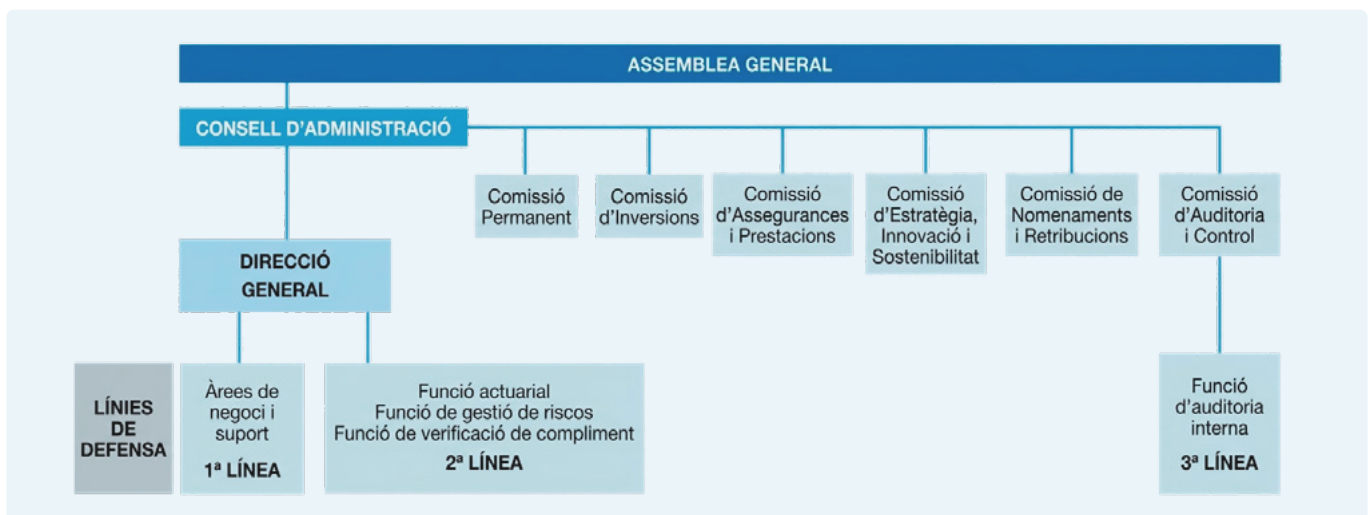 ASSEMBLEA GENERAL
CONSELL D'ADMINISTRACIÓ
Comissió
Permanent
Comissió
d'Inversions
Comissió
d'Assegurances
i Prestacions
Comissió
d'Estratègia,
Innovació i
Sostenibilitat
Comissió de
Nomenaments
i Retribucions
Comissió
d'Auditoria
i Control
DIRECCIÓ
GENERAL
LÍNIES
DE
DEFENSA
Àrees de
negoci i
suport
1ª LÍNEA
Funció actuarial
Funció de gestió de riscos
Funció de verificació de compliment
2ª LÍNEA
Funció
d'auditoria
interna
3ª LÍNEA